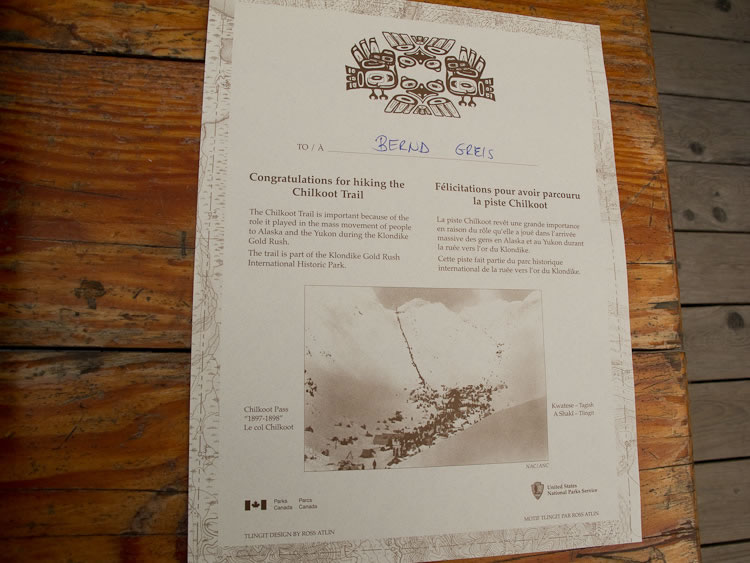 TO / À BERND GREIS
Congratulations for hiking the
Chilkoot Trail
The Chilkoot Trail is important because of the
role it played in the mass movement of people
to Alaska and the Yukon during the Klondike
Gold Rush.
The trail is part of the Klondike Gold Rush
International Historic Park.
Félicitations pour avoir parcouru
la piste Chilkoot
La piste Chilkoot revêt une grande importance
en raison du rôle qu'elle a joué dans l'arrivée
massive des gens en Alaska et au Yukon durant
la ruée vers l'or du Klondike.
Cette piste fait partie du parc historique
international de la ruée vers l'or du Klondike.
Chilkoot Pass
"1897-1898"
Le col Chilkoot
Kwatese – Tagish
A Shakí – Tlingit
NAC/ANC
Parks Canada
Parcs Canada
United States
National Parks Service
TLINGIT DESIGN BY ROSS ATLIN
MOTIF TLINGIT PAR ROSS ATLIN